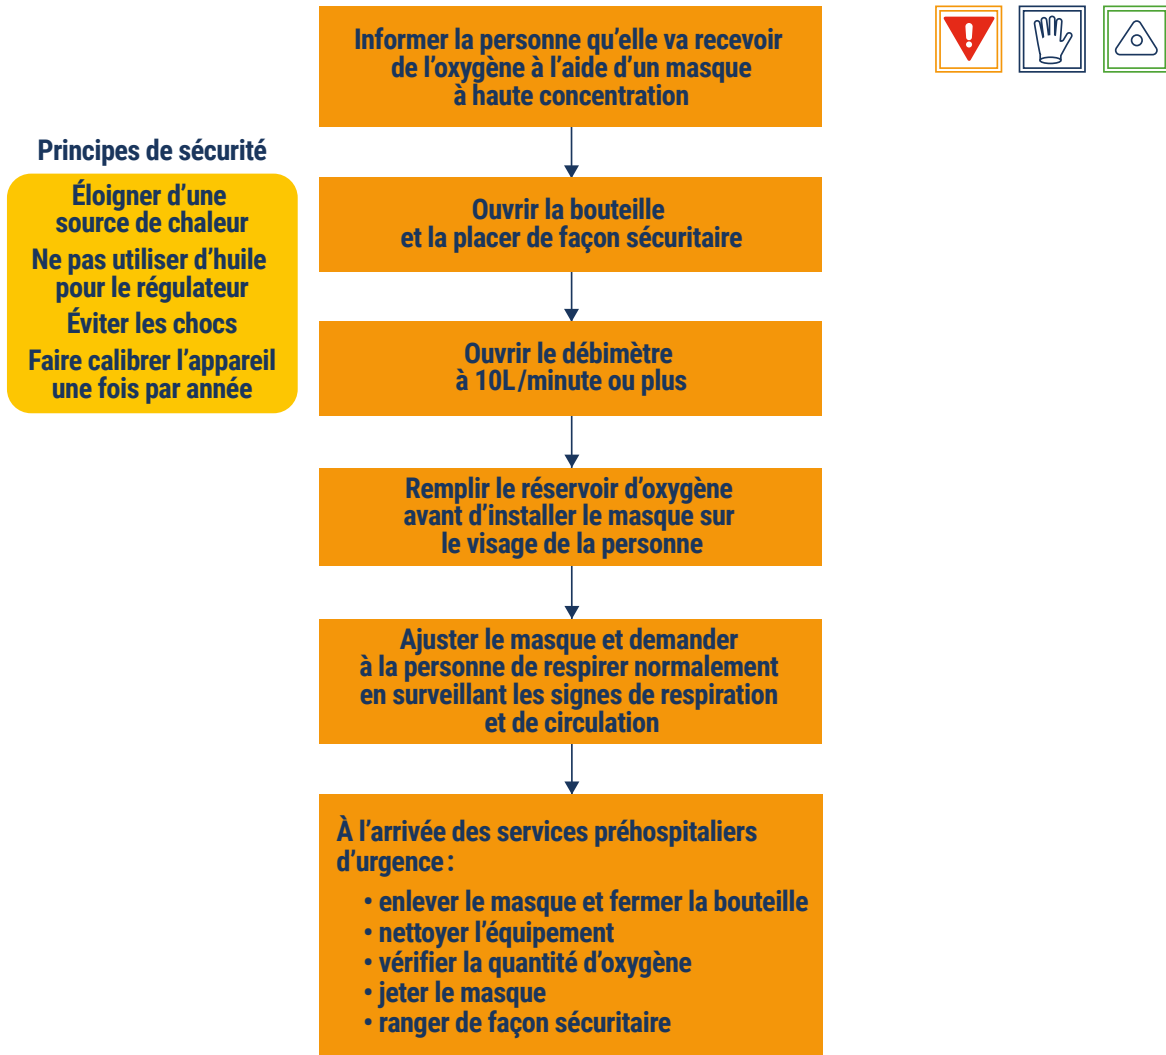 Informer la personne qu'elle va recevoir
de l'oxygène à l'aide d'un masque
à haute concentration
Principes de sécurité
Éloigner d'une
source de chaleur
Ne pas utiliser d'huile
pour le régulateur
Éviter les chocs
Faire calibrer l'appareil
une fois par année
Ouvrir la bouteille
et la placer de façon sécuritaire
Ouvrir le débimètre
à 10L/minute ou plus
Remplir le réservoir d'oxygène
avant d'installer le masque sur
le visage de la personne
Ajuster le masque et demander
à la personne de respirer normalement
en surveillant les signes de respiration
et de circulation
À l'arrivée des services préhospitaliers
d'urgence :
• enlever le masque et fermer la bouteille
• nettoyer l'équipement
• vérifier la quantité d'oxygène
• jeter le masque
• ranger de façon sécuritaire